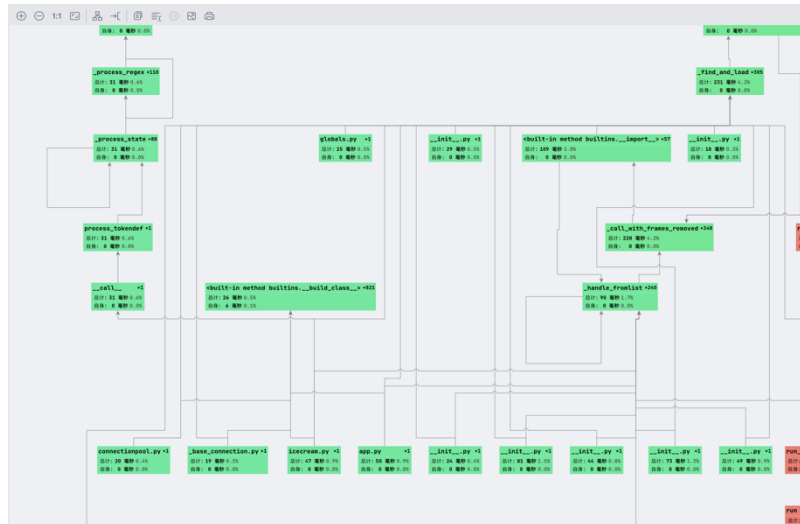 1:1
自身: 0 毫秒 0.0%
自身: 0 毫秒 0.0%
_process_regex ×110
总计: 31 毫秒 0.6%
自身: 0 毫秒 0.0%
_find_and_load ×305
总计: 231 毫秒 4.3%
自身: 0 毫秒 0.0%
_process_state ×80
总计: 31 毫秒 0.6%
自身: 0 毫秒 0.0%
globals.py ×1
总计: 25 毫秒 0.5%
自身: 0 毫秒 0.0%
__init__.py ×1
总计: 29 毫秒 0.5%
自身: 0 毫秒 0.0%
<built-in method builtins.__import__> ×57
总计: 109 毫秒 2.0%
自身: 0 毫秒 0.0%
__init__.py ×1
总计: 18 毫秒 0.3%
自身: 0 毫秒 0.0%
process_tokendef ×1
总计: 31 毫秒 0.6%
自身: 0 毫秒 0.0%
_call_with_frames_removed ×340
总计: 228 毫秒 4.3%
自身: 0 毫秒 0.0%
__call__ ×1
总计: 31 毫秒 0.6%
自身: 0 毫秒 0.0%
<built-in method builtins.__build_class__> ×821
总计: 26 毫秒 0.5%
自身: 6 毫秒 0.1%
_handle_fromlist ×240
总计: 90 毫秒 1.7%
自身: 0 毫秒 0.0%
connectionpool.py ×1
总计: 20 毫秒 0.4%
自身: 0 毫秒 0.0%
_base_connection.py ×1
总计: 19 毫秒 0.3%
自身: 0 毫秒 0.0%
icecream.py ×1
总计: 47 毫秒 0.9%
自身: 0 毫秒 0.0%
app.py ×1
总计: 50 毫秒 0.9%
自身: 0 毫秒 0.0%
__init__.py ×1
总计: 24 毫秒 0.4%
自身: 0 毫秒 0.0%
__init__.py ×1
总计: 81 毫秒 1.5%
自身: 0 毫秒 0.0%
__init__.py ×1
总计: 44 毫秒 0.8%
自身: 0 毫秒 0.0%
__init__.py ×1
总计: 73 毫秒 1.3%
自身: 0 毫秒 0.0%
__init__.py ×1
总计: 49 毫秒 0.9%
自身: 0 毫秒 0.0%
run_
总计:
自身:
run